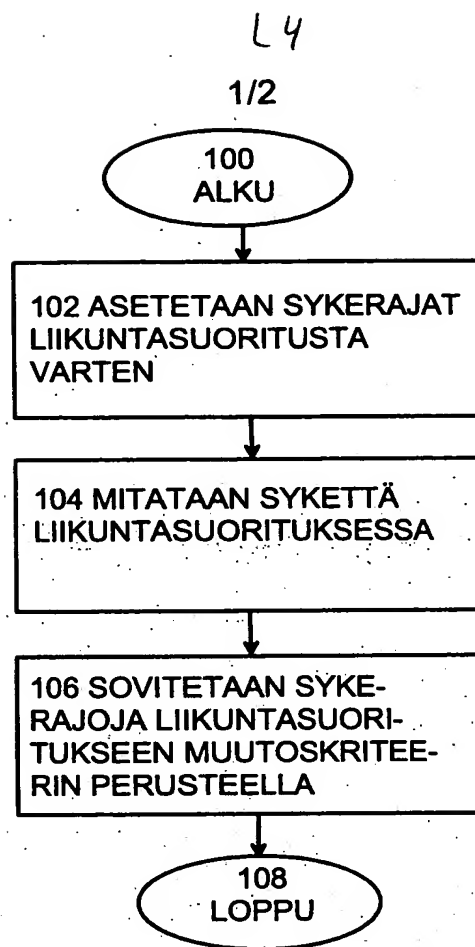 L4
1/2
100
ALKU
102 ASETETAAN SYKERAJAT
LIIKUNTASUORITUSTA
VARTEN
104 MITATAAN SYKETTÄ
LIIKUNTASUORITUKSESSA
106 SOVITETAAN SYKE-
RAJOJA LIIKUNTASUORI-
TUKSEEN MUUTOSKRITEE-
RIN PERUSTEELLA
108
LOPPU